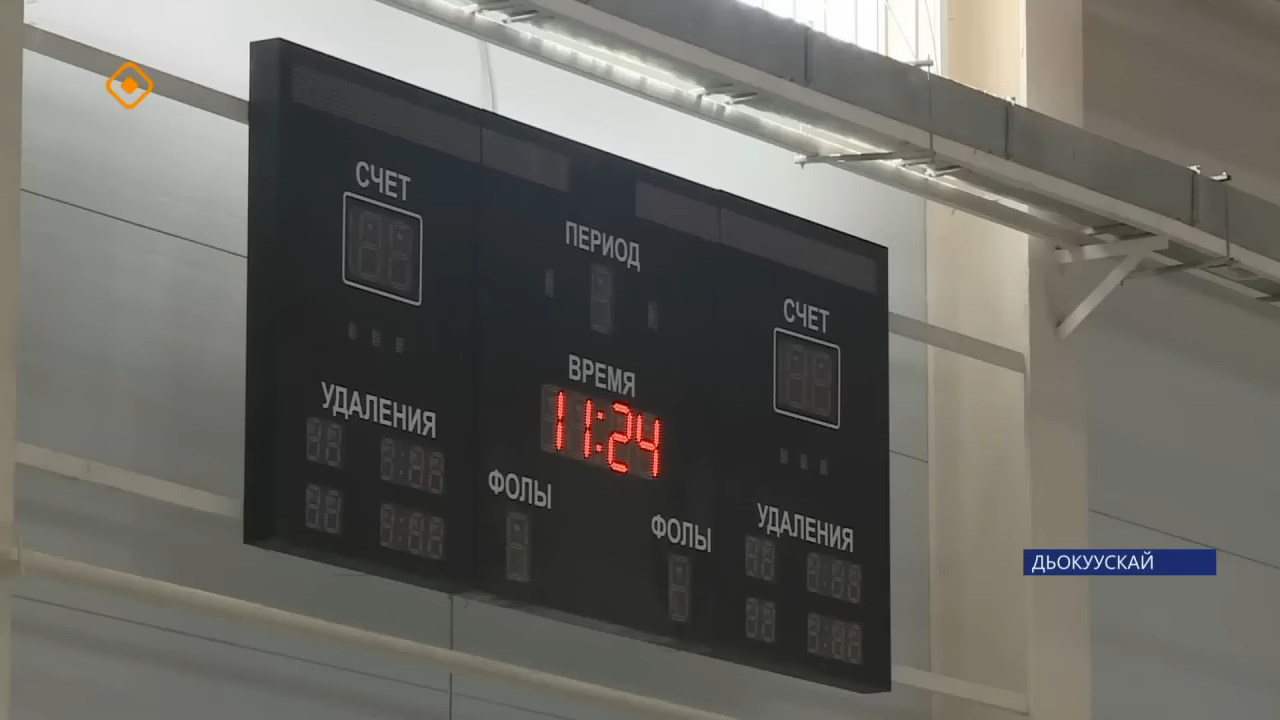 СЧЕТ
ПЕРИОД
СЧЕТ
ВРЕМЯ
11:24
УДАЛЕНИЯ
ФОЛЫ
ФОЛЫ
УДАЛЕНИЯ
ДЬОКУУСКАЙ